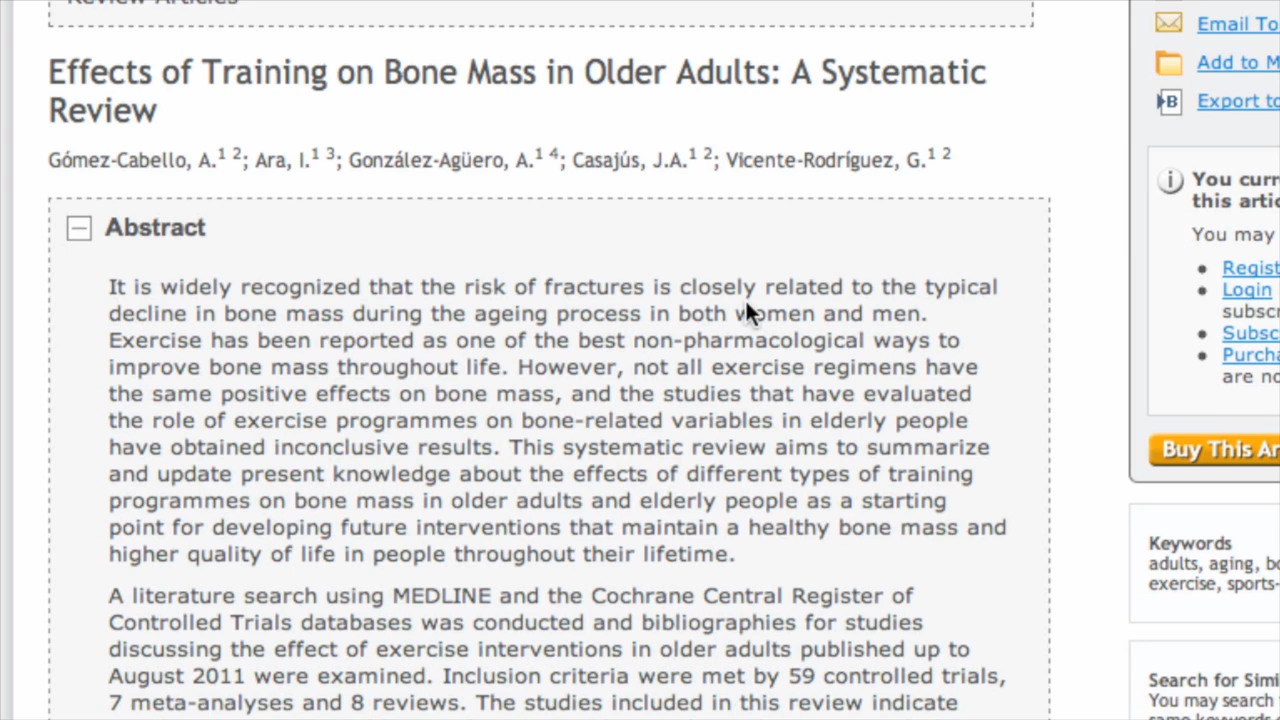 Review Articles
Effects of Training on Bone Mass in Older Adults: A Systematic
Review
Gómez-Cabello, A.1 2; Ara, I.1 3; González-Agüero, A.1 4; Casajús, J.A.1 2; Vicente-Rodríguez, G.1 2
Abstract
It is widely recognized that the risk of fractures is closely related to the typical
decline in bone mass during the ageing process in both women and men.
Exercise has been reported as one of the best non-pharmacological ways to
improve bone mass throughout life. However, not all exercise regimens have
the same positive effects on bone mass, and the studies that have evaluated
the role of exercise programmes on bone-related variables in elderly people
have obtained inconclusive results. This systematic review aims to summarize
and update present knowledge about the effects of different types of training
programmes on bone mass in older adults and elderly people as a starting
point for developing future interventions that maintain a healthy bone mass and
higher quality of life in people throughout their lifetime.
A literature search using MEDLINE and the Cochrane Central Register of
Controlled Trials databases was conducted and bibliographies for studies
discussing the effect of exercise interventions in older adults published up to
August 2011 were examined. Inclusion criteria were met by 59 controlled trials,
7 meta-analyses and 8 reviews. The studies included in this review indicate
Email To
Add to M
Export to
You curr
this artic
You may
Regist
Login
subscr
Subsc
Purcha
are no
Buy This Ar
Keywords
adults, aging, bo
exercise, sports-
Search for Simi
You may search
same keywords